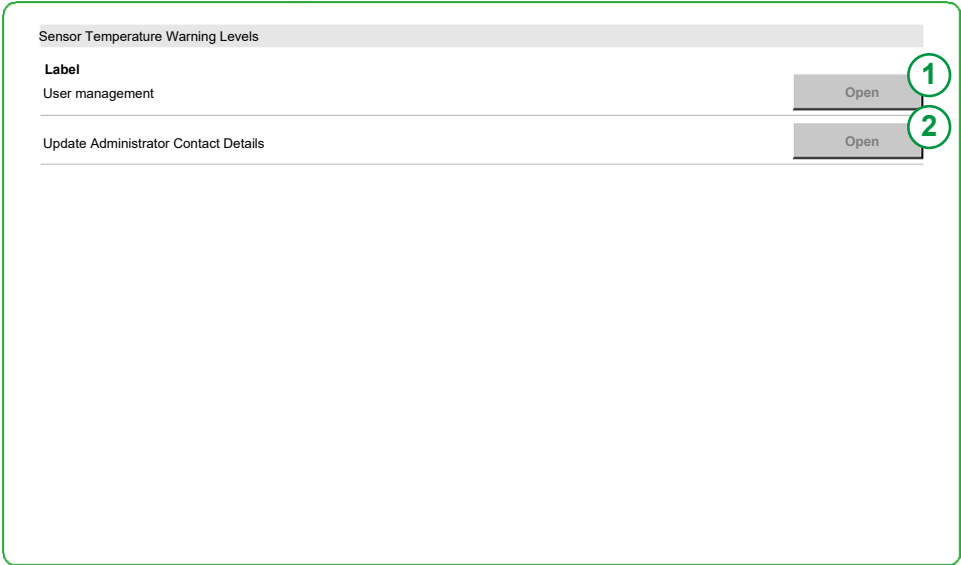 Sensor Temperature Warning Levels
Label
1
User management
Open
2
Update Administrator Contact Details
Open